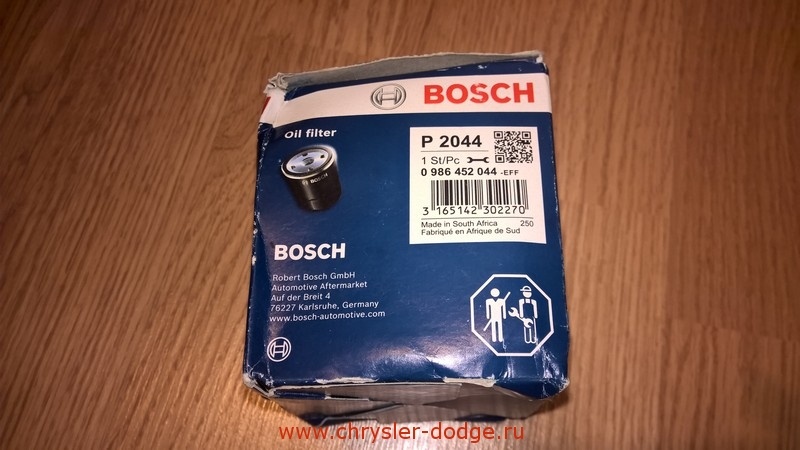 BOSCH
Oil filter
BOSCH
P 2044
1 St/Pc
0 986 452 044 -EFF
3 165142 302270
Made in South Africa 250
Fabriqué en Afrique de Sud
BOSCH
Robert Bosch GmbH
Automotive Aftermarket
Auf der Breit 4
76227 Karlsruhe, Germany
www.bosch-automotive.com
www.chrysler-dodge.ru